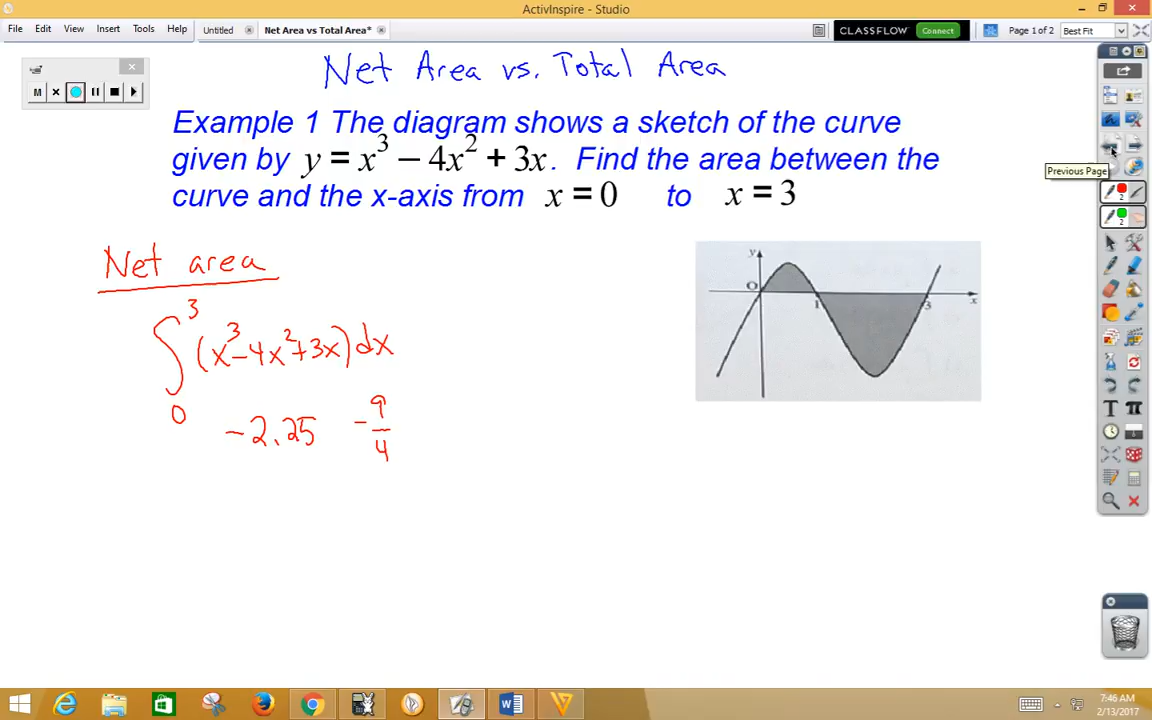 ActivInspire - Studio
File Edit View Insert Tools Help Untitled Net Area vs Total Area* CLASSFLOW Connect Page 1 of 2 Best Fit
Net Area vs. Total Area
Example 1 The diagram shows a sketch of the curve
given by y = x³ − 4x² + 3x. Find the area between the
curve and the x-axis from x = 0 to x = 3
Previous Page
2
2
Net area
∫₀³ (x³-4x²+3x)dx
-2.25 -9/4
y
O
1
3
x
7:46 AM
2/13/2017